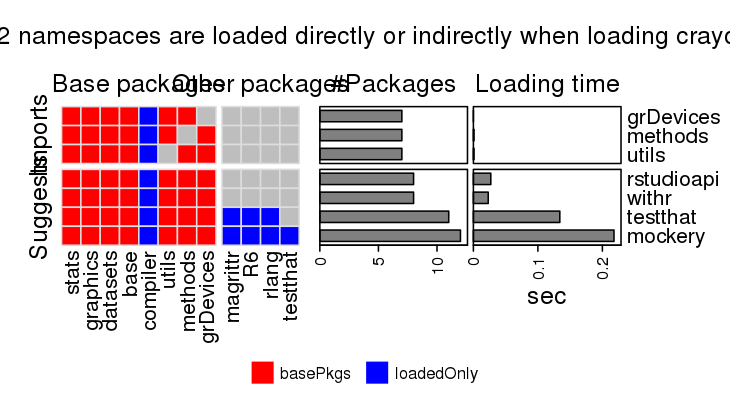 2 namespaces are loaded directly or indirectly when loading crayo
Base packages
Other packages
#Packages
Loading time
Imports
Suggests
grDevices
methods
utils
rstudioapi
withr
testthat
mockery
stats
graphics
datasets
base
compiler
utils
methods
grDevices
magrittr
R6
rlang
testthat
0
5
10
0
0.1
0.2
sec
basePkgs
loadedOnly